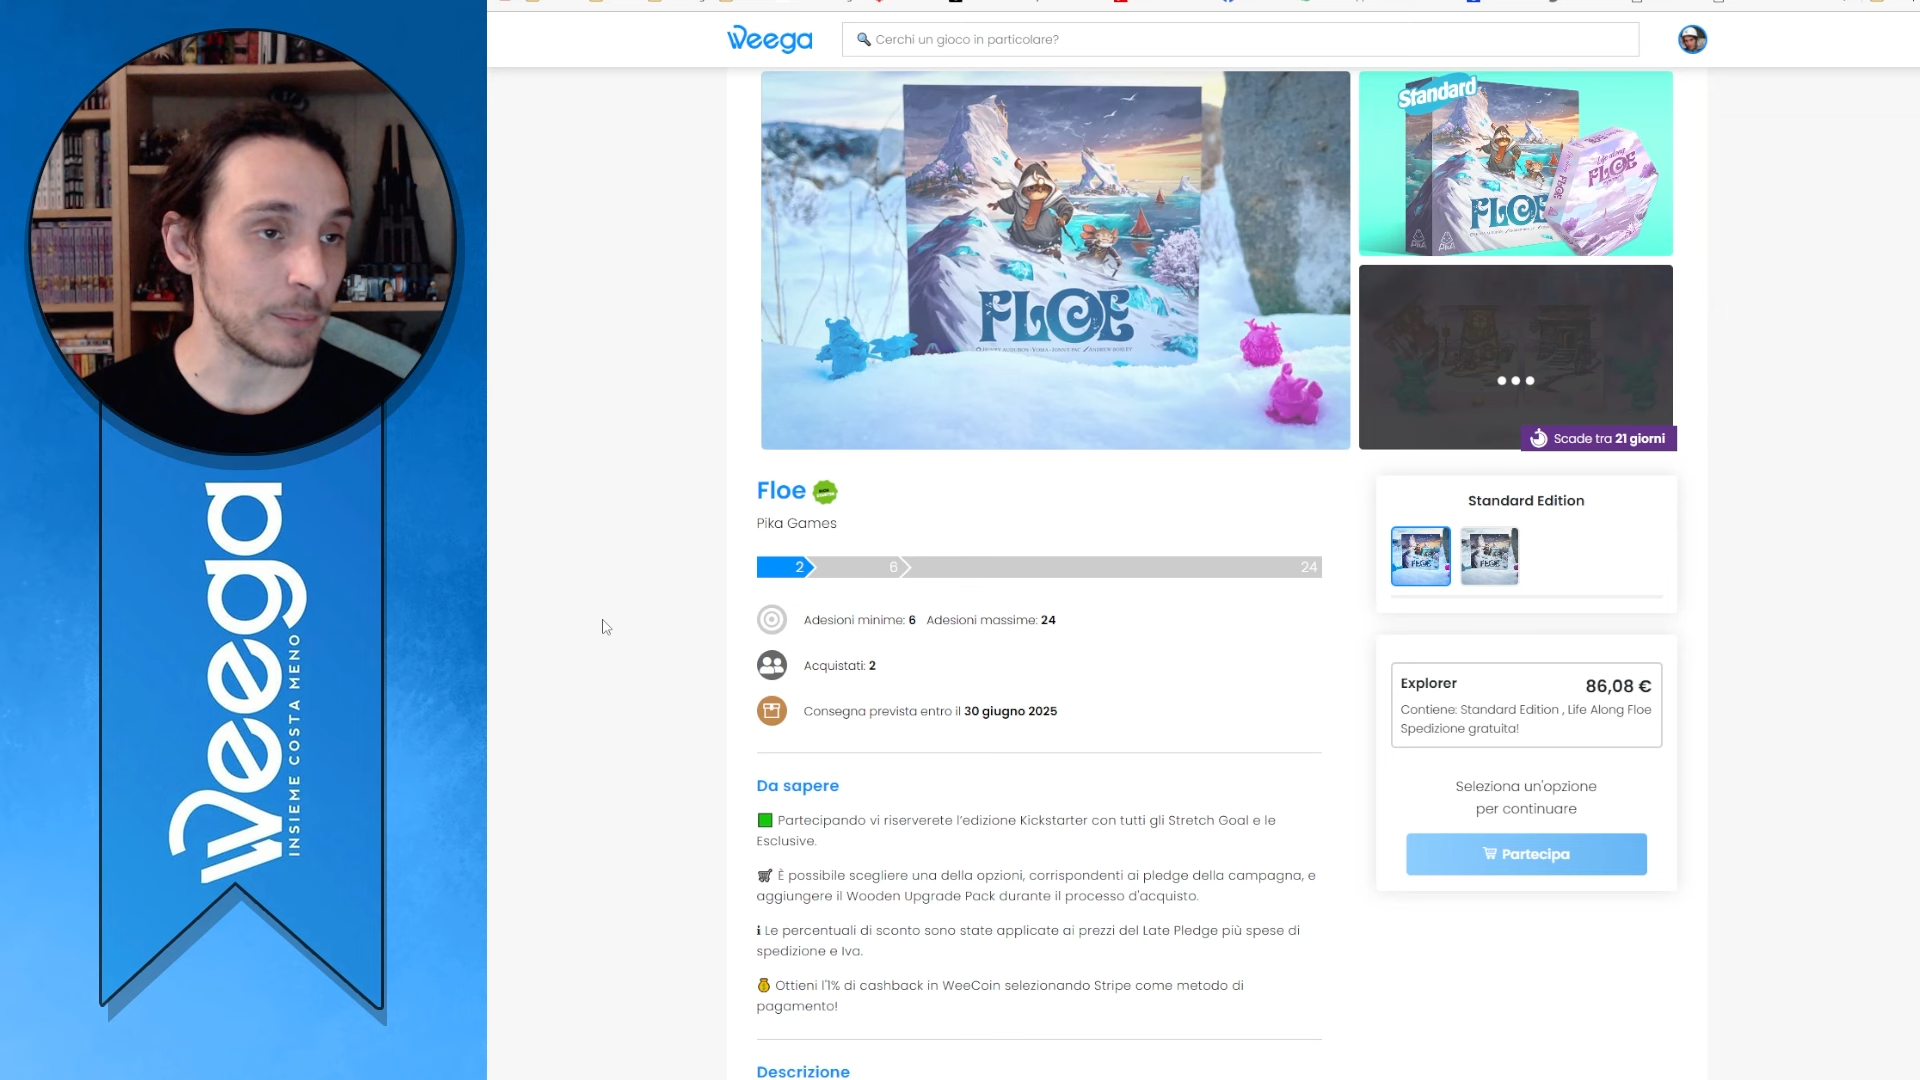 Weega
Cerchi un gioco in particolare?
FLOE
Standard
FLOE
Life along
FLOE
FLOE
Scade tra 21 giorni
Floe
Pika Games
2
6
24
Adesioni minime: 6 Adesioni massime: 24
Acquistati: 2
Consegna prevista entro il 30 giugno 2025
Da sapere
Partecipando vi riserverete l'edizione Kickstarter con tutti gli Stretch Goal e le
Esclusive.
È possibile scegliere una della opzioni, corrispondenti ai pledge della campagna, e
aggiungere il Wooden Upgrade Pack durante il processo d'acquisto.
Le percentuali di sconto sono state applicate ai prezzi del Late Pledge più spese di
spedizione e Iva.
Ottieni l'1% di cashback in WeeCoin selezionando Stripe come metodo di
pagamento!
Descrizione
Standard Edition
Explorer
86,08 €
Contiene: Standard Edition , Life Along Floe
Spedizione gratuita!
Seleziona un'opzione
per continuare
Partecipa
Weega
INSIEME COSTA MENO